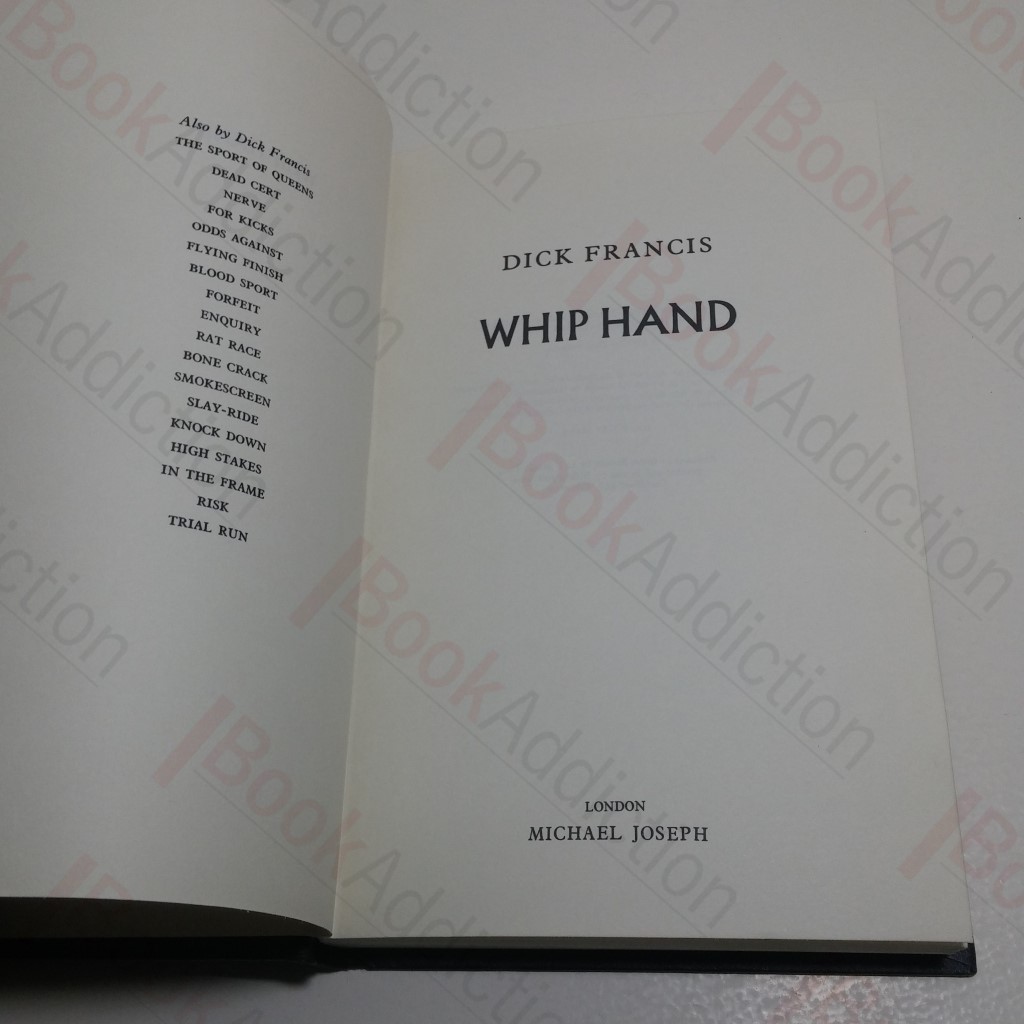 Also by Dick Francis
THE SPORT OF QUEENS
DEAD CERT
NERVE
FOR KICKS
ODDS AGAINST
FLYING FINISH
BLOOD SPORT
FORFEIT
ENQUIRY
RAT RACE
BONE CRACK
SMOKESCREEN
SLAY-RIDE
KNOCK DOWN
HIGH STAKES
IN THE FRAME
RISK
TRIAL RUN
DICK FRANCIS
WHIP HAND
LONDON
MICHAEL JOSEPH
BookAddiction